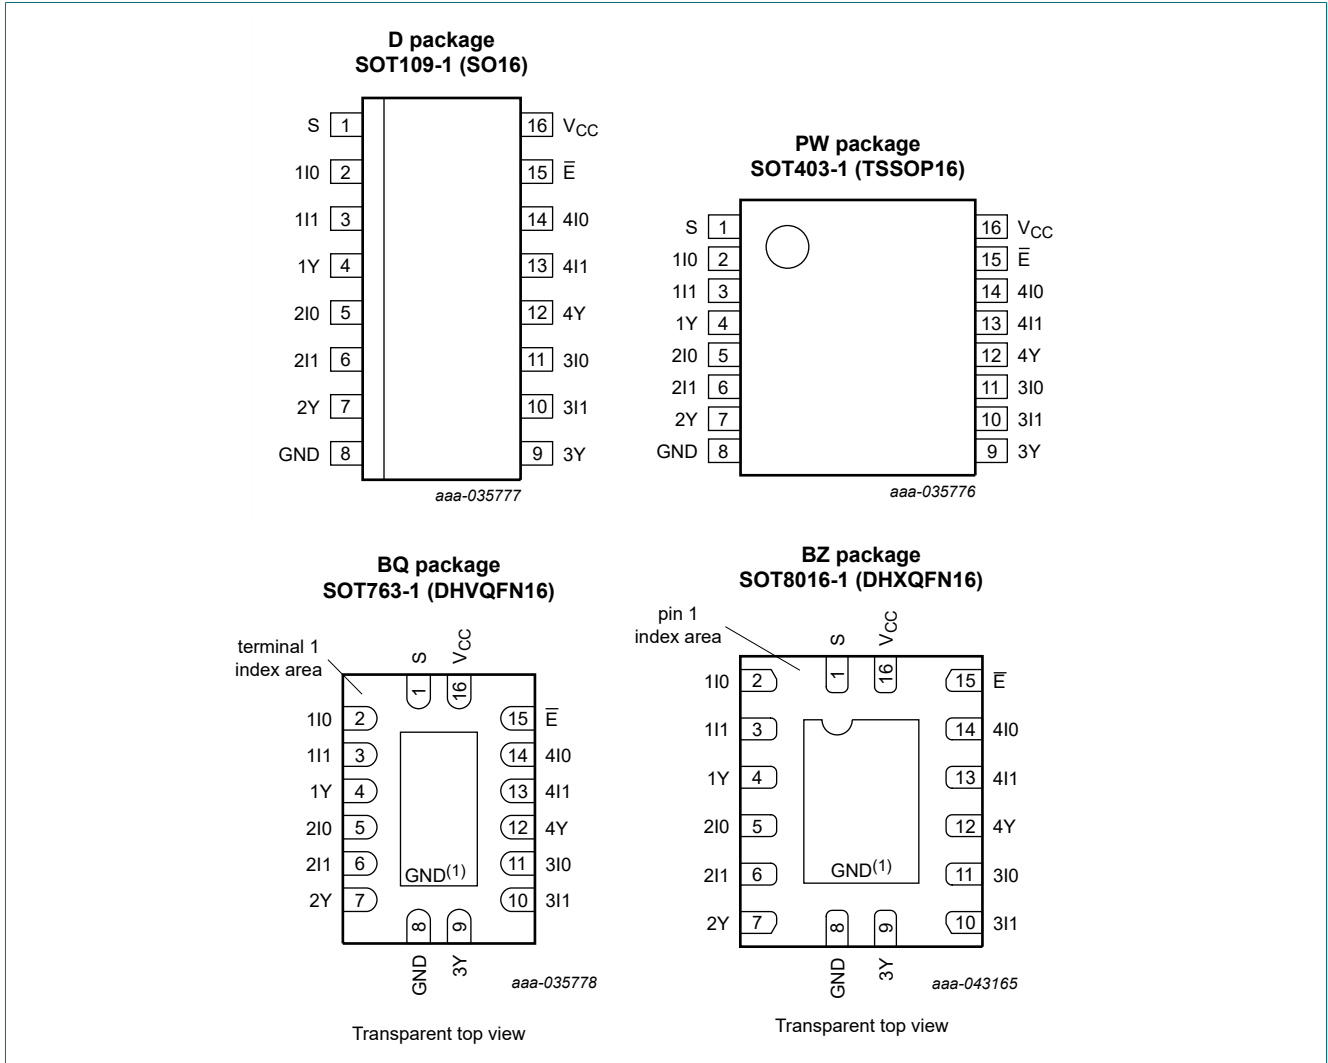 D package
SOT109-1 (SO16)
S 1 16 VCC
1I0 2 15 E̅
1I1 3 14 4I0
1Y 4 13 4I1
2I0 5 12 4Y
2I1 6 11 3I0
2Y 7 10 3I1
GND 8 9 3Y
aaa-035777
PW package
SOT403-1 (TSSOP16)
S 1 16 VCC
1I0 2 15 E̅
1I1 3 14 4I0
1Y 4 13 4I1
2I0 5 12 4Y
2I1 6 11 3I0
2Y 7 10 3I1
GND 8 9 3Y
aaa-035776
BQ package
SOT763-1 (DHVQFN16)
terminal 1
index area
S VCC
1 16
1I0 2 15 E̅
1I1 3 14 4I0
1Y 4 13 4I1
2I0 5 12 4Y
2I1 6 11 3I0
GND(1)
2Y 7 10 3I1
8 9
GND 3Y
aaa-035778
Transparent top view
BZ package
SOT8016-1 (DHXQFN16)
pin 1
index area
S VCC
1 16
1I0 2 15 E̅
1I1 3 14 4I0
1Y 4 13 4I1
2I0 5 12 4Y
2I1 6 11 3I0
GND(1)
2Y 7 10 3I1
8 9
GND 3Y
aaa-043165
Transparent top view